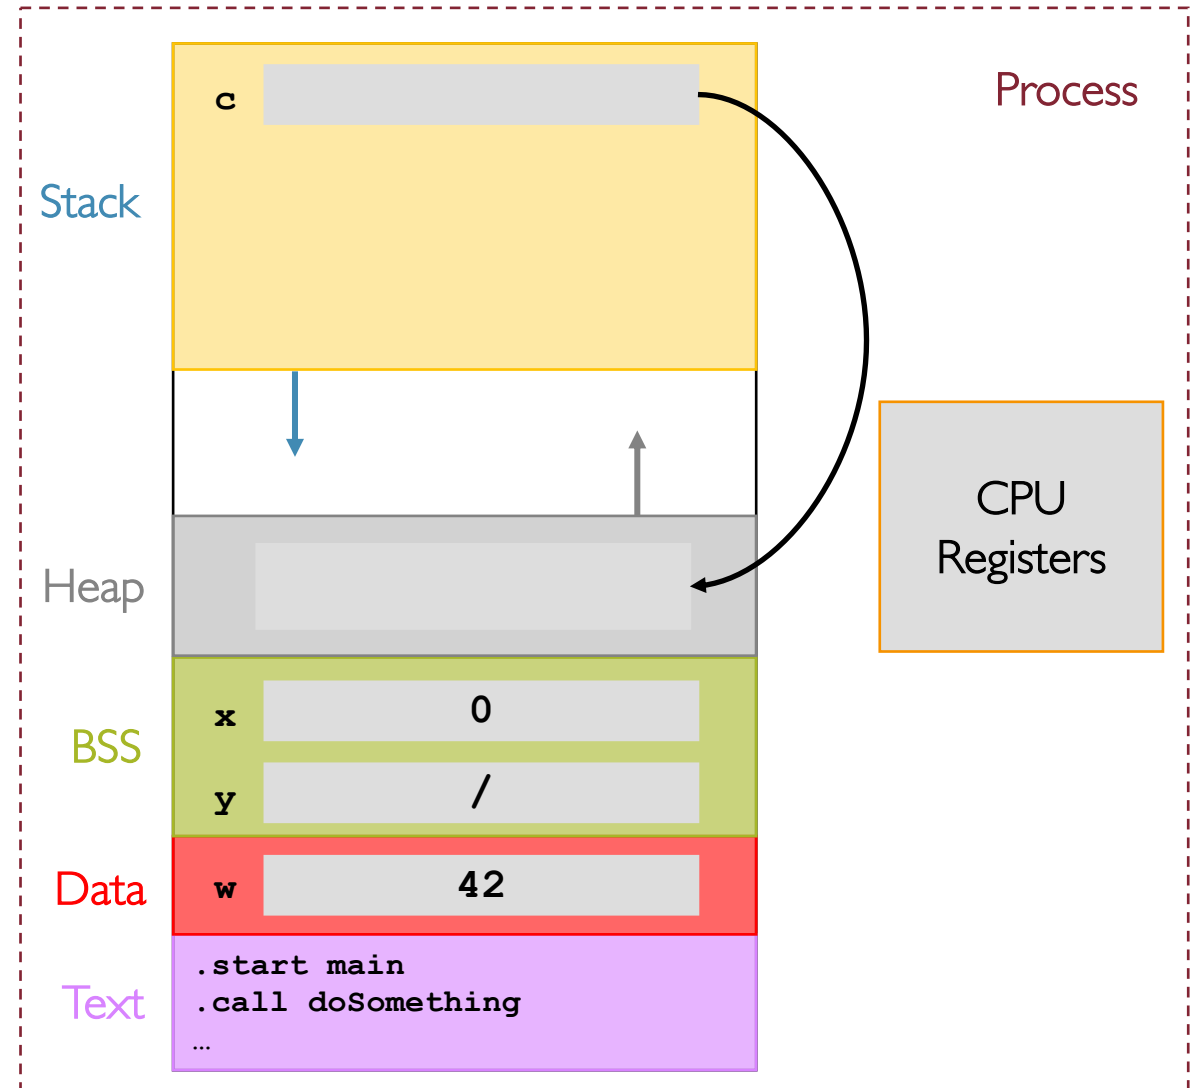 Process
c
Stack
CPU
Registers
Heap
x 0
BSS
y /
Data w 42
.start main
.call doSomething
Text
…